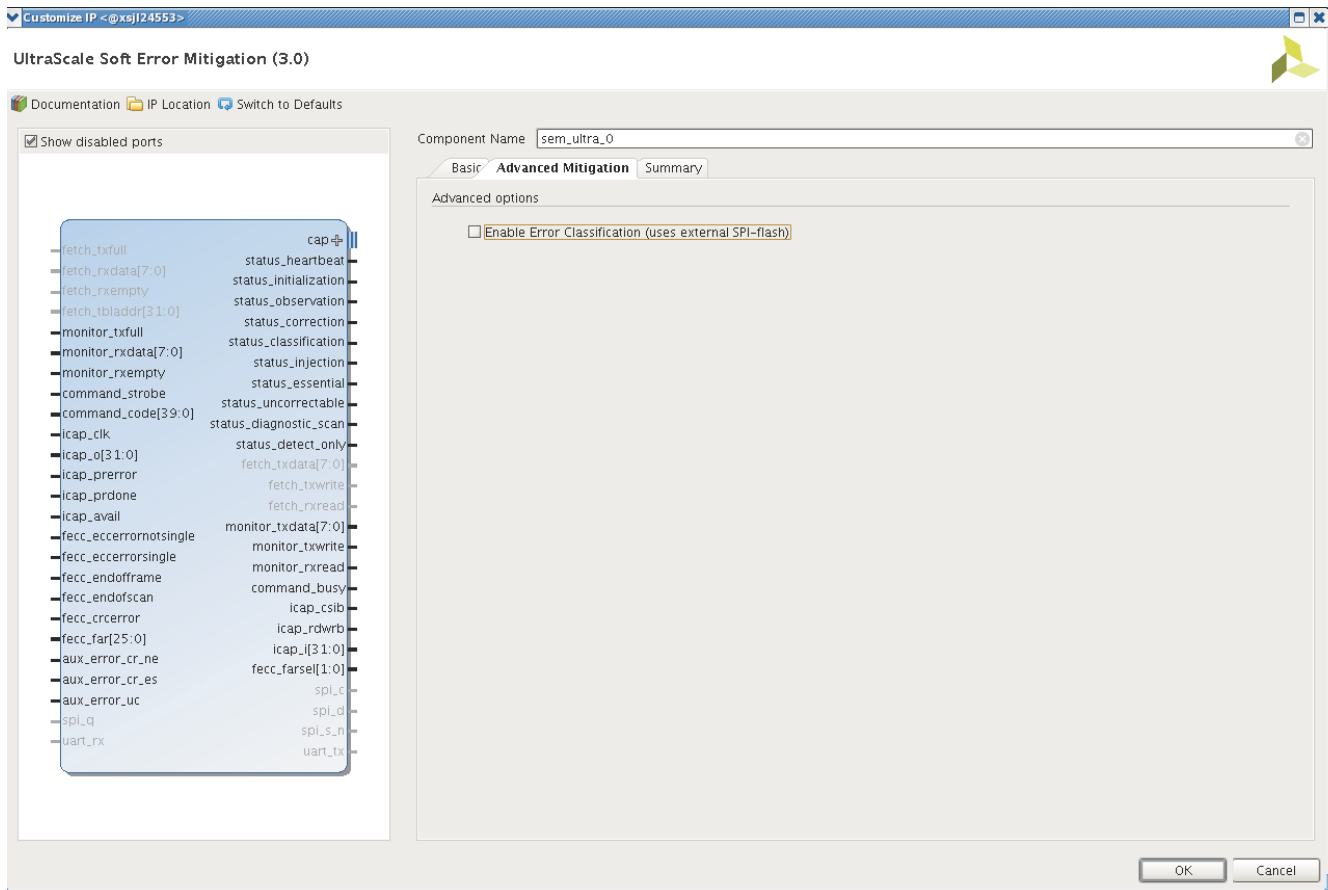 Customize IP <@xsjl24553>
UltraScale Soft Error Mitigation (3.0)
Documentation IP Location Switch to Defaults
Show disabled ports
fetch_txfull
fetch_rxdata[7:0]
fetch_rxempty
fetch_tbladdr[31:0]
monitor_txfull
monitor_rxdata[7:0]
monitor_rxempty
command_strobe
command_code[39:0]
icap_clk
icap_o[31:0]
icap_prerror
icap_prdone
icap_avail
fecc_eccerrornotsingle
fecc_eccerrorsingle
fecc_endofframe
fecc_endofscan
fecc_crcerror
fecc_far[25:0]
aux_error_cr_ne
aux_error_cr_es
aux_error_uc
spi_q
uart_rx
cap
status_heartbeat
status_initialization
status_observation
status_correction
status_classification
status_injection
status_essential
status_uncorrectable
status_diagnostic_scan
status_detect_only
fetch_txdata[7:0]
fetch_txwrite
fetch_rxread
monitor_txdata[7:0]
monitor_txwrite
monitor_rxread
command_busy
icap_csib
icap_rdwrb
icap_i[31:0]
fecc_farsel[1:0]
spi_c
spi_d
spi_s_n
uart_tx
Component Name sem_ultra_0
Basic Advanced Mitigation Summary
Advanced options
Enable Error Classification (uses external SPI-flash)
OK Cancel